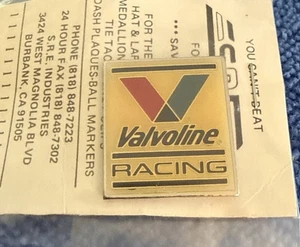 Valvoline
RACING
YOU CAN'T BEAT
*** SAV
FOR THE
HAT & LA
TIE TAC
MEDALLION
DASH PLAQUES-BALL MARKERS
PHONE (818) 848-7223
24 HOUR FAX (818) 848-7302
S.R.E. INDUSTRIES
3424 WEST MAGNOLIA BLVD
BURBANK, CA 91505